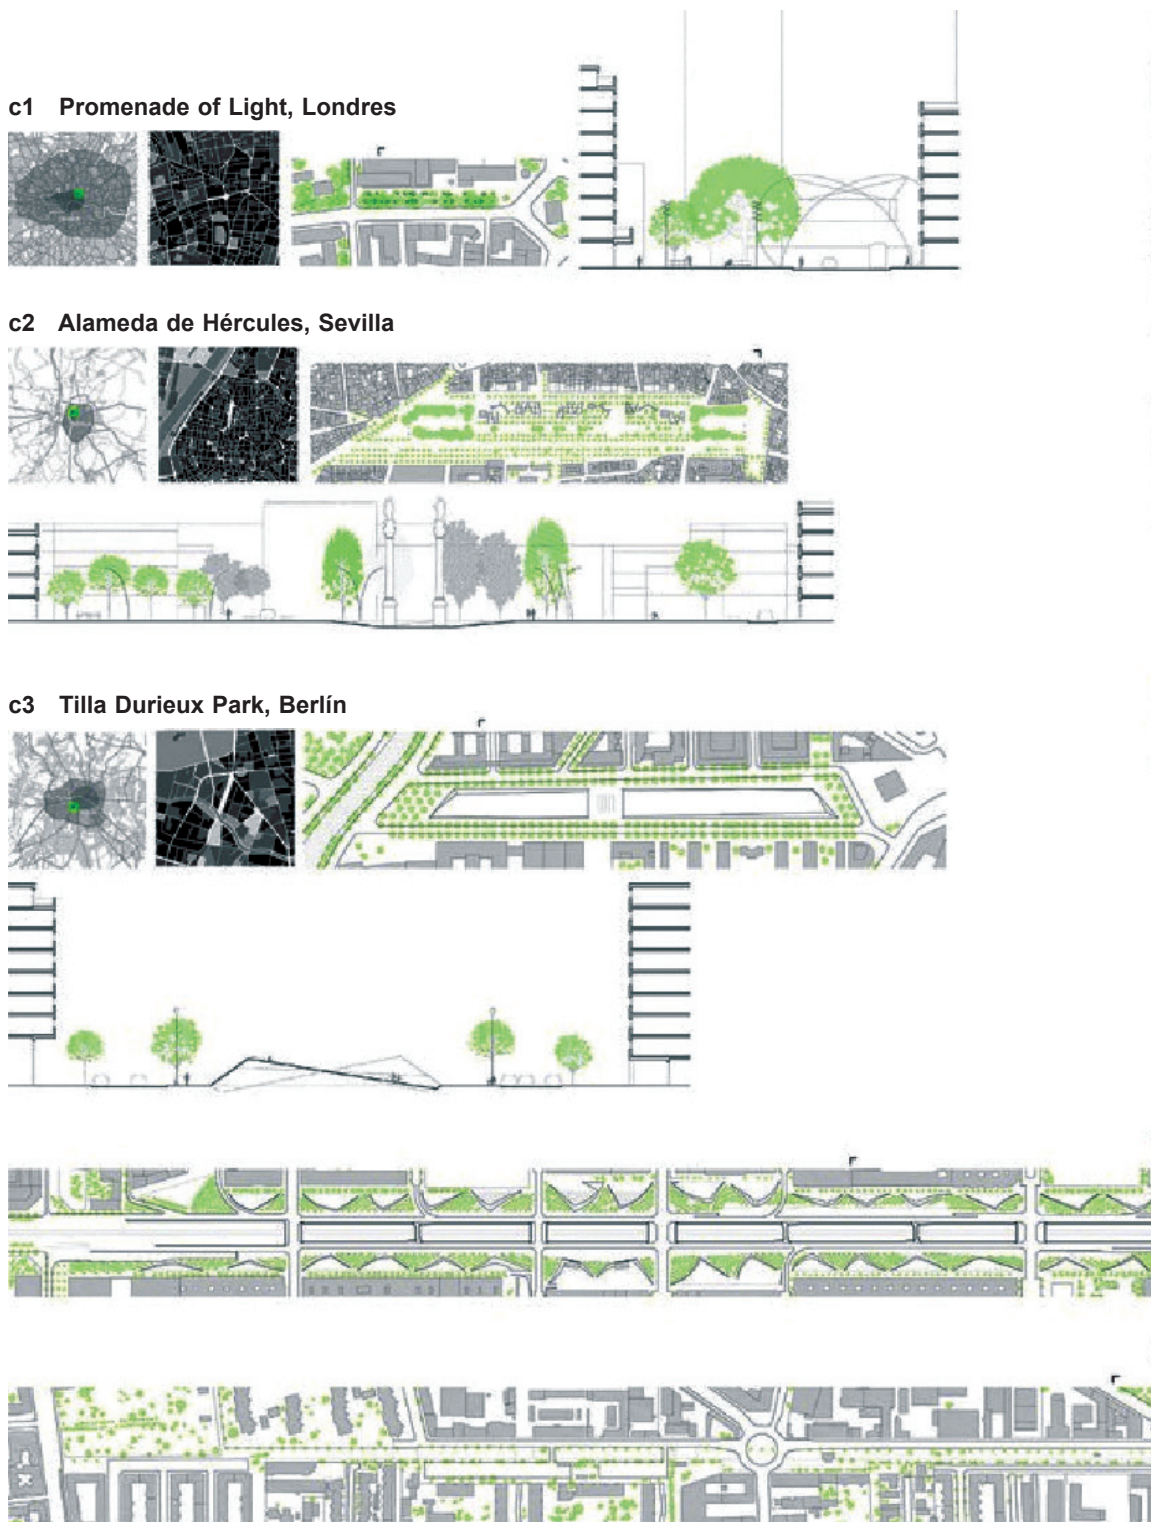 c1 Promenade of Light, Londres
c2 Alameda de Hércules, Sevilla
c3 Tilla Durieux Park, Berlín